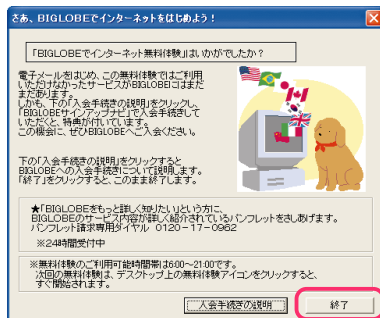 さあ、BIGLOBEでインターネットをはじめよう！
「BIGLOBEでインターネット無料体験」はいかがでしたか？
電子メールをはじめ、この無料体験ではご利用
いただけなかったサービスがBIGLOBEにはまだ
まだあります。
しかも、下の「入会手続きの説明」をクリックし、
「BIGLOBEサインアップナビ」で入会手続きして
いただくと、特典が付いています。
この機会に、ぜひBIGLOBEへご入会ください。
下の「入会手続きの説明」をクリックすると
BIGLOBEへの入会手続きについて説明します。
「終了」をクリックすると、このまま終了します。
★「BIGLOBEをもっと詳しく知りたい」という方に、
BIGLOBEのサービス内容が詳しく紹介されているパンフレットをさしあげます。
パンフレット請求専用ダイヤル 0120-17-0962
※24時間受付中
※無料体験のご利用可能時間帯は6:00～21:00です。
次回の無料体験は、デスクトップ上の無料体験アイコンをクリックすると、
すぐ開始されます。
入会手続きの説明
終了